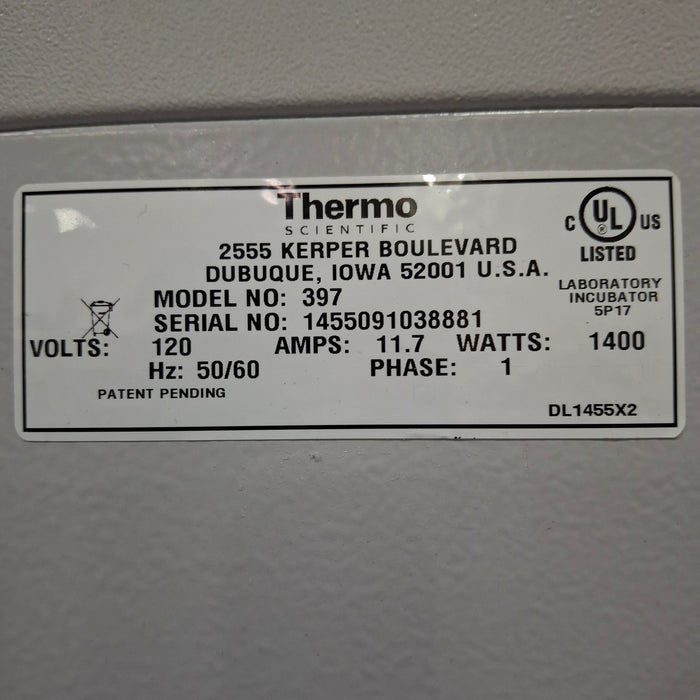 Thermo
SCIENTIFIC
2555 KERPER BOULEVARD
DUBUQUE, IOWA 52001 U.S.A.
C UL US
®
LISTED
LABORATORY
INCUBATOR
5P17
MODEL NO: 397
SERIAL NO: 1455091038881
VOLTS: 120 AMPS: 11.7 WATTS: 1400
Hz: 50/60 PHASE: 1
PATENT PENDING
DL1455X2